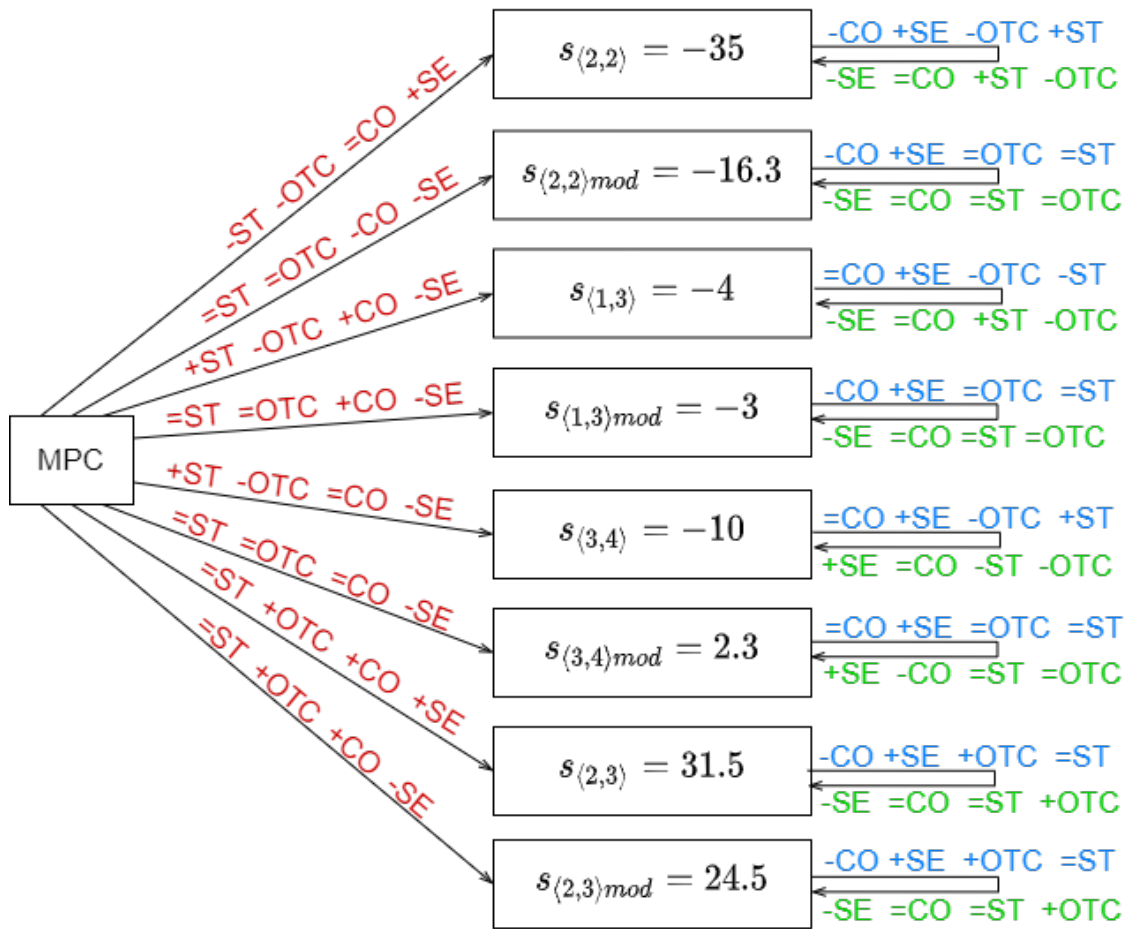 -CO +SE -OTC +ST
s⟨2,2⟩ = −35
-SE =CO +ST -OTC
-ST -OTC =CO +SE
-CO +SE =OTC =ST
s⟨2,2⟩mod = −16.3
-SE =CO =ST =OTC
=ST =OTC -CO -SE
=CO +SE -OTC -ST
s⟨1,3⟩ = −4
-SE =CO +ST -OTC
+ST -OTC +CO -SE
-CO +SE =OTC =ST
s⟨1,3⟩mod = −3
-SE =CO =ST =OTC
=ST =OTC +CO -SE
MPC
+ST -OTC =CO -SE
=CO +SE -OTC +ST
s⟨3,4⟩ = −10
+SE =CO -ST -OTC
=ST =OTC =CO -SE
=CO +SE =OTC =ST
s⟨3,4⟩mod = 2.3
+SE -CO =ST =OTC
=ST +OTC +CO +SE
-CO +SE +OTC =ST
s⟨2,3⟩ = 31.5
-SE =CO =ST +OTC
=ST +OTC +CO -SE
-CO +SE +OTC =ST
s⟨2,3⟩mod = 24.5
-SE =CO =ST +OTC